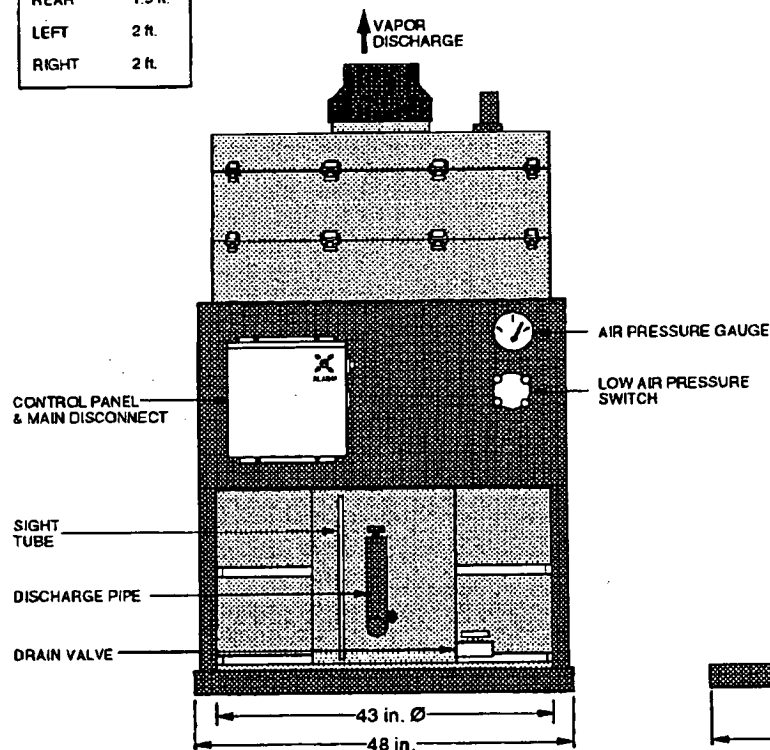 LEFT 2 ft.
RIGHT 2 ft.
VAPOR
DISCHARGE
ALARM
AIR PRESSURE GAUGE
LOW AIR PRESSURE
SWITCH
CONTROL PANEL
& MAIN DISCONNECT
SIGHT
TUBE
DISCHARGE PIPE
DRAIN VALVE
43 in. Ø
48 in.